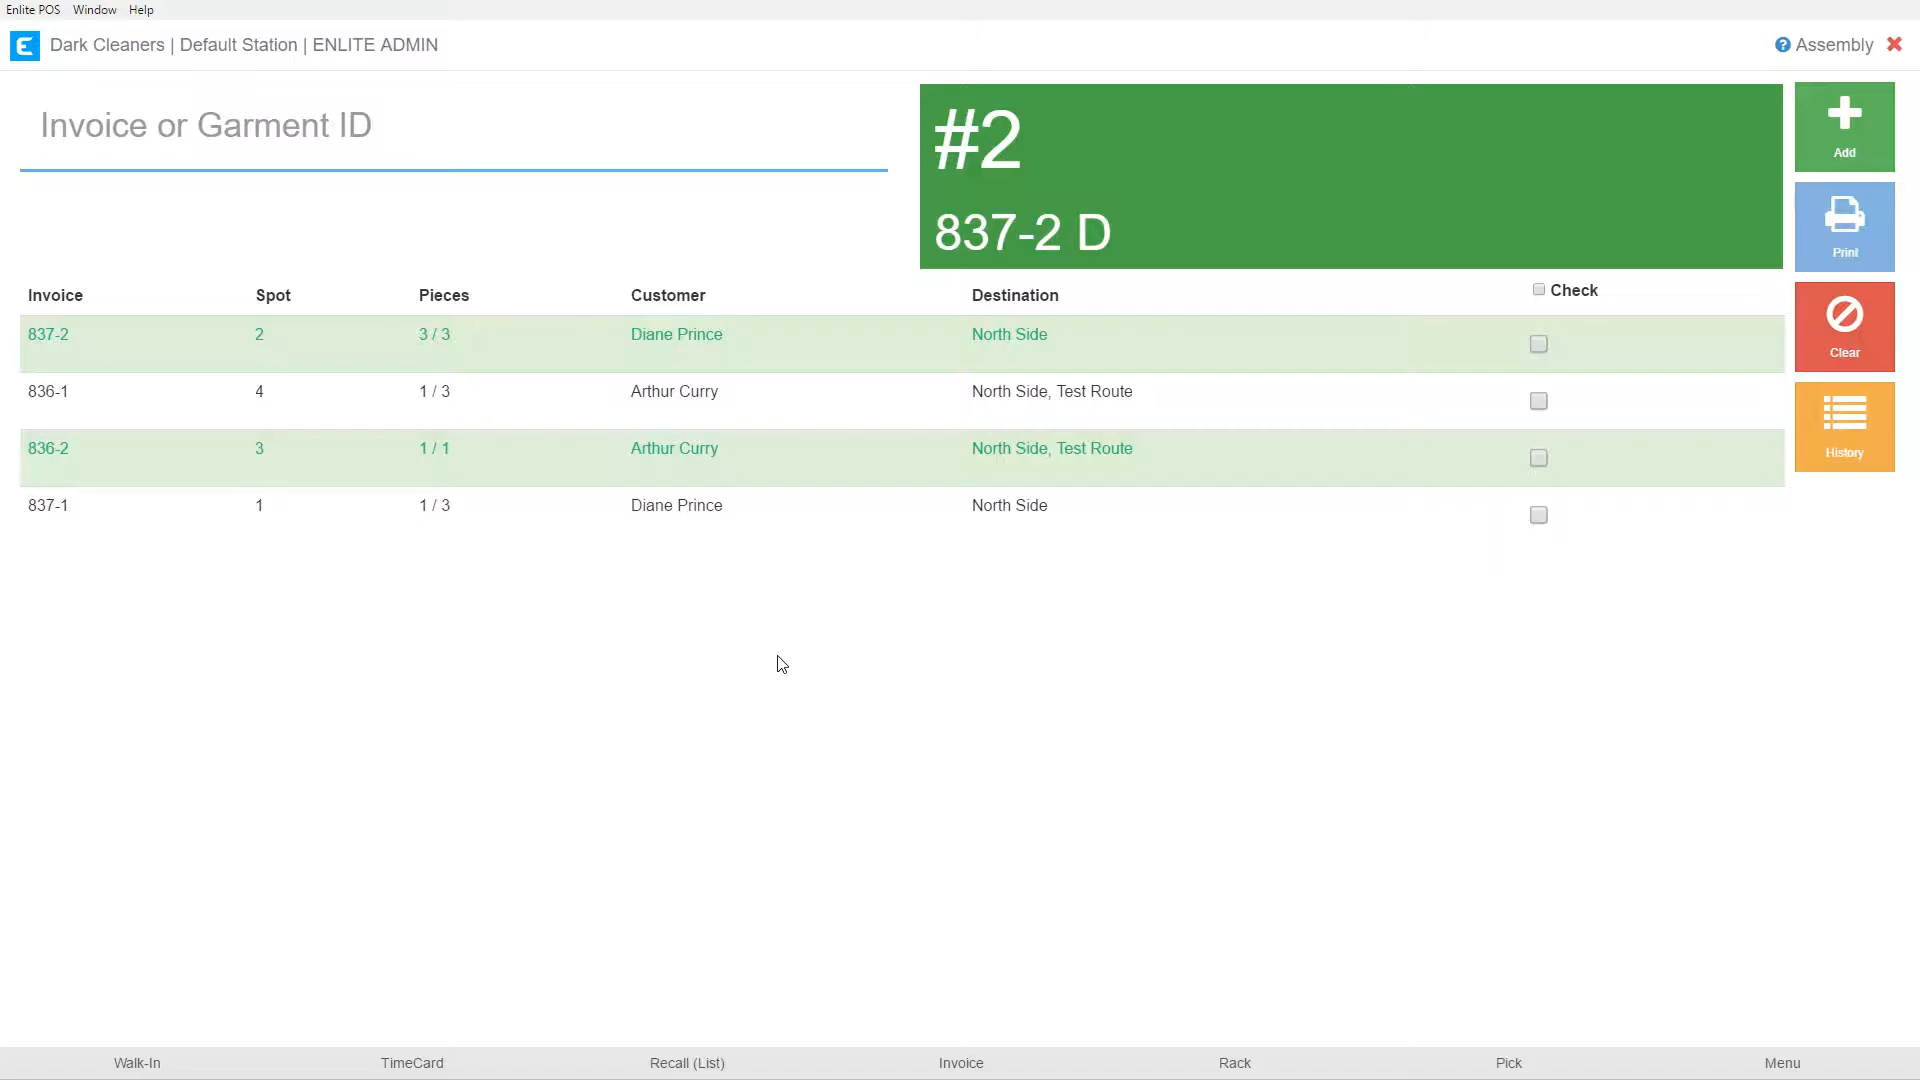 Enlite POS Window Help
E Dark Cleaners | Default Station | ENLITE ADMIN ? Assembly
Invoice or Garment ID
#2
837-2 D
Add
Print
Clear
History
Invoice Spot Pieces Customer Destination Check
837-2 2 3 / 3 Diane Prince North Side
836-1 4 1 / 3 Arthur Curry North Side, Test Route
836-2 3 1 / 1 Arthur Curry North Side, Test Route
837-1 1 1 / 3 Diane Prince North Side
Walk-In TimeCard Recall (List) Invoice Rack Pick Menu